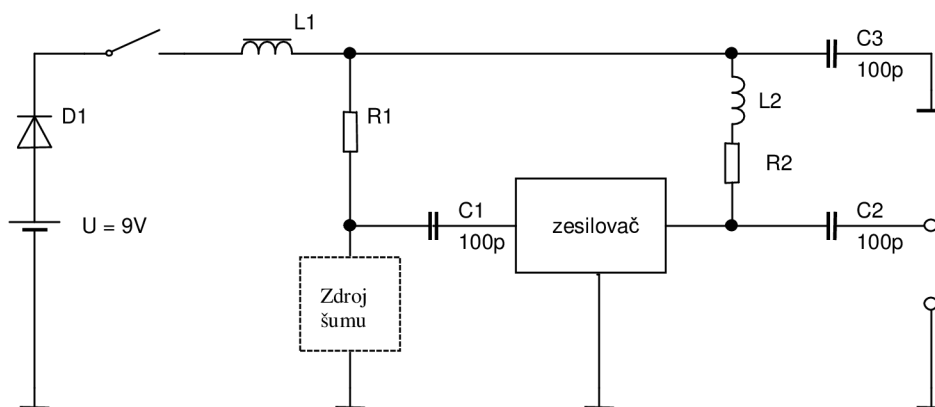 L1
C3
100p
D1
R1
L2
R2
U = 9V
C1
100p
zesilovač
C2
100p
Zdroj
šumu